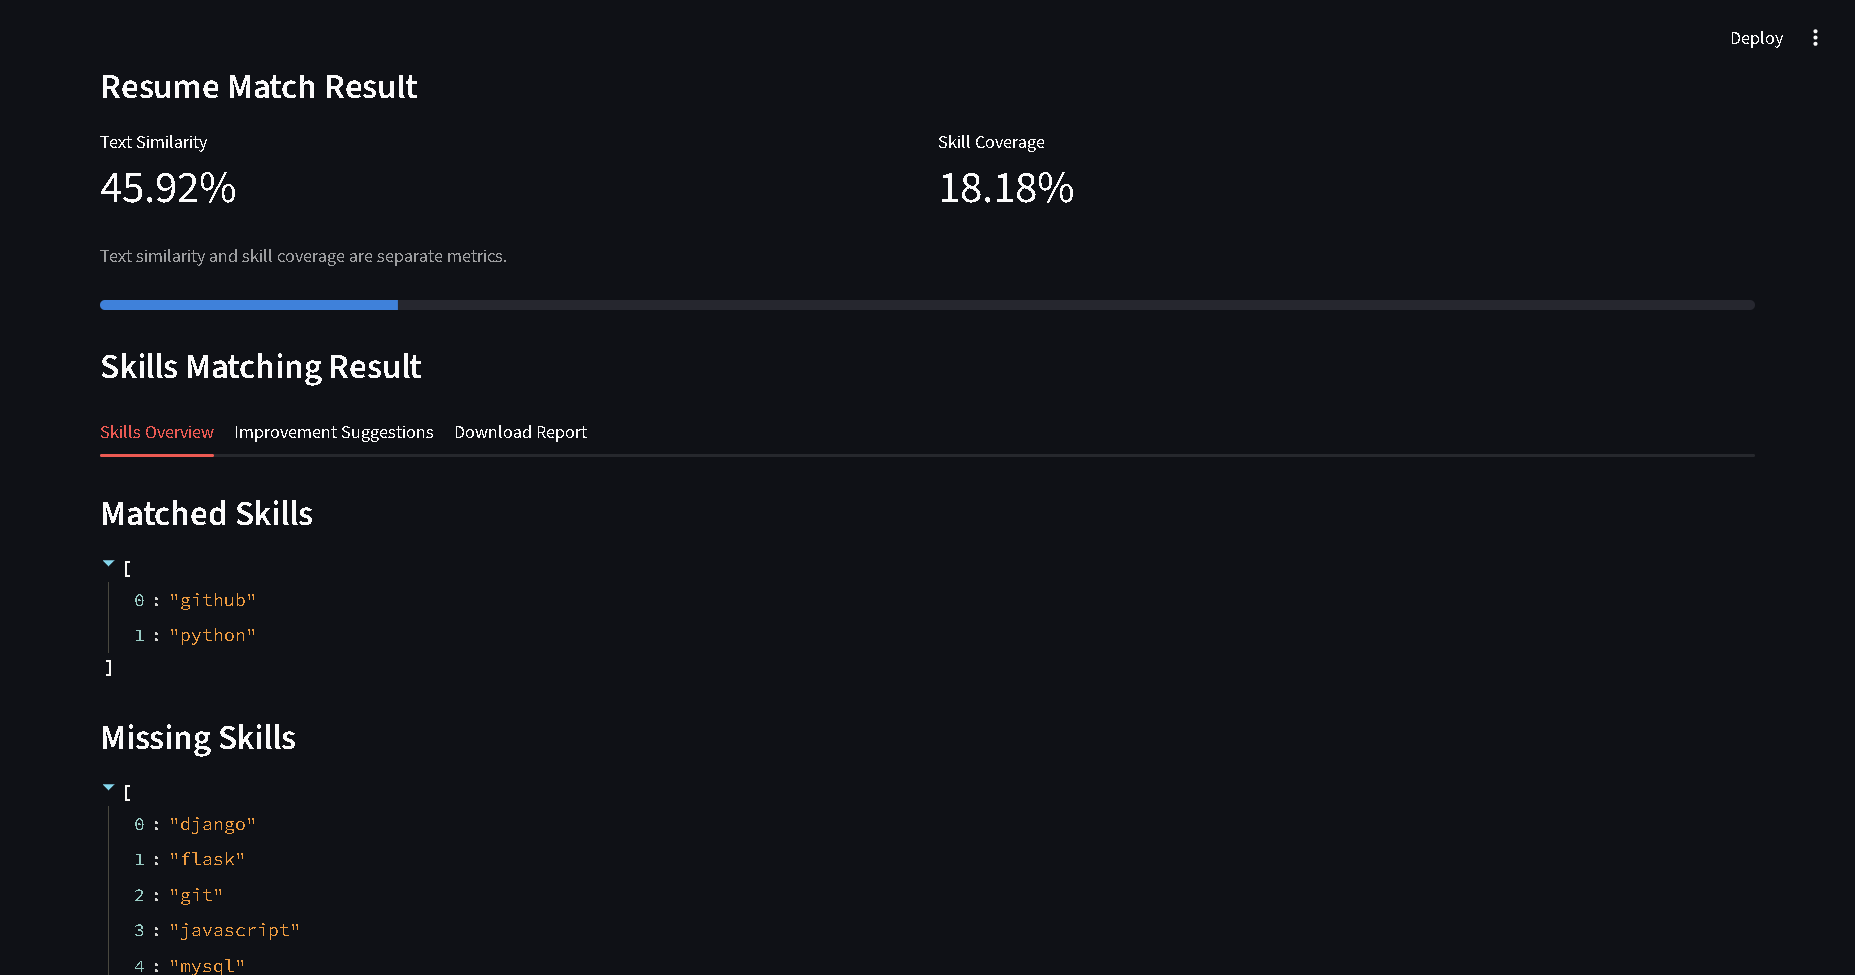 Deploy
Resume Match Result
Text Similarity
Skill Coverage
45.92%
18.18%
Text similarity and skill coverage are separate metrics.
Skills Matching Result
Skills Overview Improvement Suggestions Download Report
Matched Skills
[
0 : "github"
1 : "python"
]
Missing Skills
[
0 : "django"
1 : "flask"
2 : "git"
3 : "javascript"
4 : "mysql"